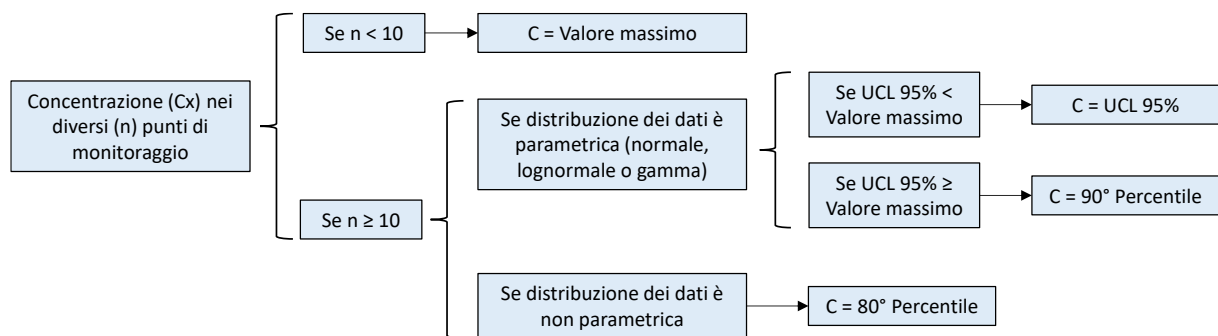 Concentrazione (Cx) nei
diversi (n) punti di
monitoraggio
Se n < 10
C = Valore massimo
Se n ≥ 10
Se distribuzione dei dati è
parametrica (normale,
lognormale o gamma)
Se UCL 95% <
Valore massimo
C = UCL 95%
Se UCL 95% ≥
Valore massimo
C = 90° Percentile
Se distribuzione dei dati è
non parametrica
C = 80° Percentile